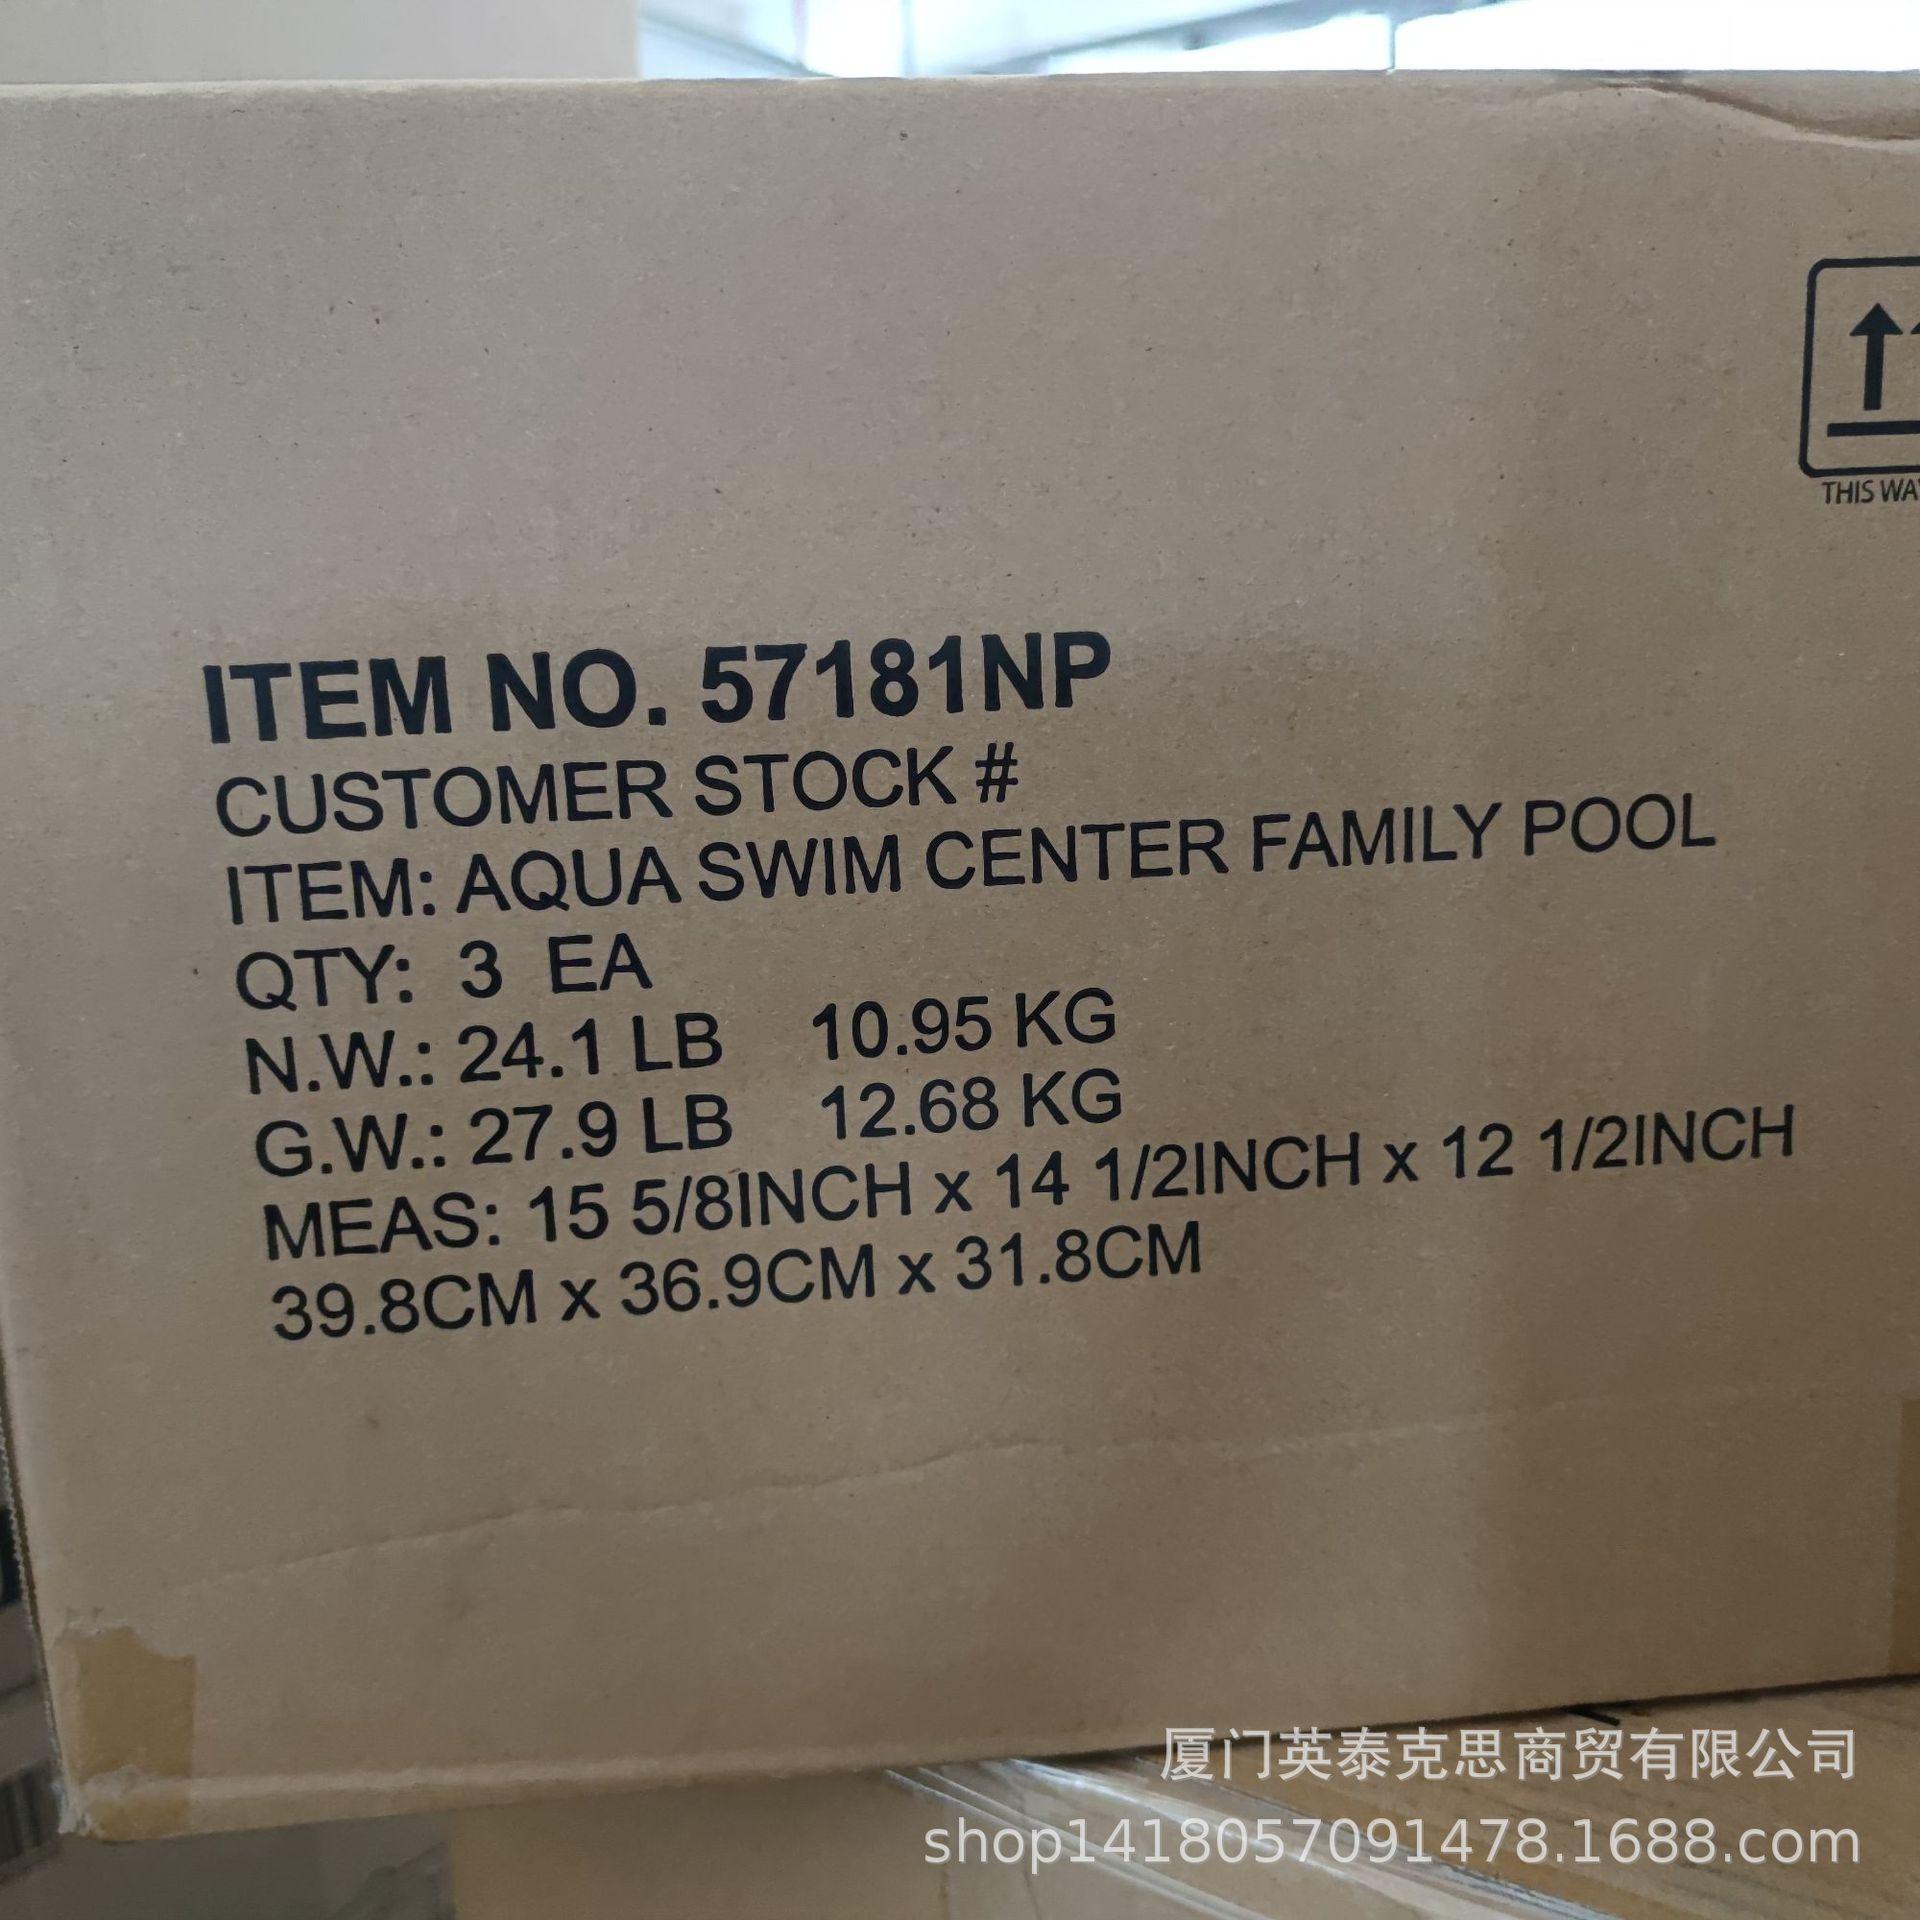 THIS WAY
ITEM NO. 57181NP
CUSTOMER STOCK #
ITEM: AQUA SWIM CENTER FAMILY POOL
QTY: 3 EA
N.W.: 24.1 LB 10.95 KG
G.W.: 27.9 LB 12.68 KG
MEAS: 15 5/8INCH x 14 1/2INCH x 12 1/2INCH
39.8CM x 36.9CM x 31.8CM
厦门英泰克思商贸有限公司
shop1418057091478.1688.com